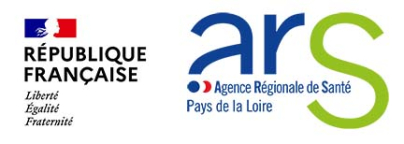 RÉPUBLIQUE
FRANÇAISE
Liberté
Égalité
Fraternité
ars
Agence Régionale de Santé
Pays de la Loire